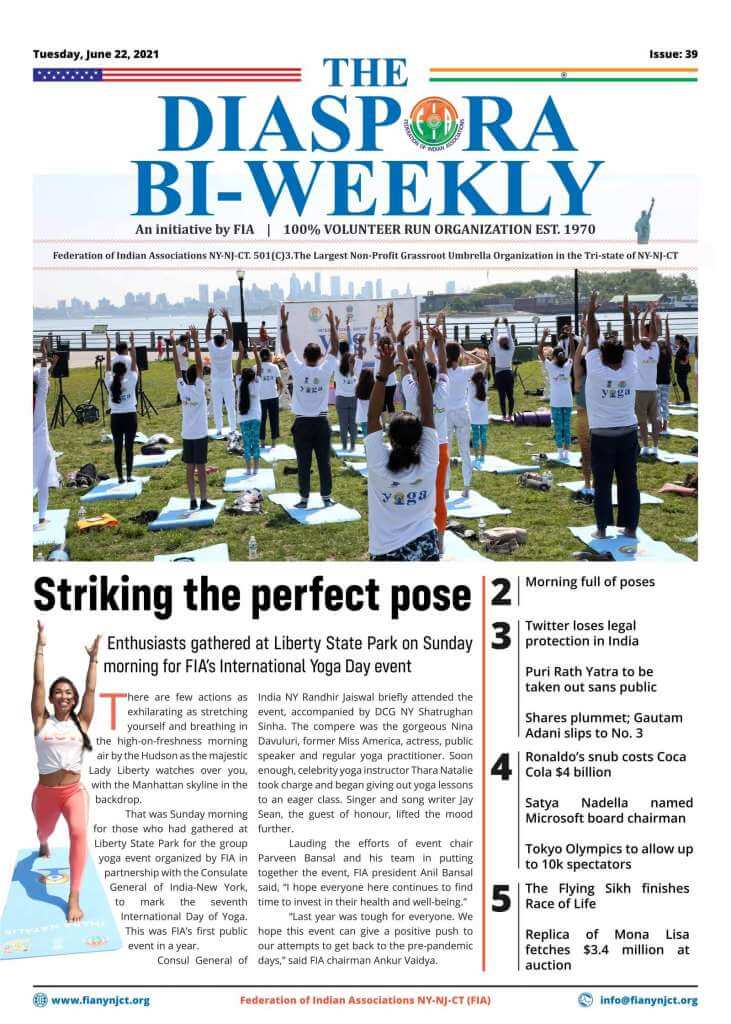 Tuesday, June 22, 2021
Issue: 39
THE
DIASPORA
FIA
FEDERATION OF INDIAN ASSOCIATIONS
BI-WEEKLY
An initiative by FIA | 100% VOLUNTEER RUN ORGANIZATION EST. 1970
Federation of Indian Associations NY-NJ-CT. 501(C)3.The Largest Non-Profit Grassroot Umbrella Organization in the Tri-state of NY-NJ-CT
yoga
yoga
yoga
Striking the perfect pose
Enthusiasts gathered at Liberty State Park on Sunday
morning for FIA's International Yoga Day event
There are few actions as
exhilarating as stretching
yourself and breathing in
the high-on-freshness morning
air by the Hudson as the majestic
Lady Liberty watches over you,
with the Manhattan skyline in the
backdrop.
That was Sunday morning
for those who had gathered at
Liberty State Park for the group
yoga event organized by FIA in
partnership with the Consulate
General of India-New York,
to mark the seventh
International Day of Yoga.
This was FIA's first public
event in a year.
Consul General of
India NY Randhir Jaiswal briefly attended the
event, accompanied by DCG NY Shatrughan
Sinha. The compere was the gorgeous Nina
Davuluri, former Miss America, actress, public
speaker and regular yoga practitioner. Soon
enough, celebrity yoga instructor Thara Natalie
took charge and began giving out yoga lessons
to an eager class. Singer and song writer Jay
Sean, the guest of honour, lifted the mood
further.
Lauding the efforts of event chair
Parveen Bansal and his team in putting
together the event, FIA president Anil Bansal
said, "I hope everyone here continues to find
time to invest in their health and well-being."
"Last year was tough for everyone. We
hope this event can give a positive push to
our attempts to get back to the pre-pandemic
days," said FIA chairman Ankur Vaidya.
THARA NATALIE
2
Morning full of poses
3
Twitter loses legal
protection in India
Puri Rath Yatra to be
taken out sans public
Shares plummet; Gautam
Adani slips to No. 3
4
Ronaldo's snub costs Coca
Cola $4 billion
Satya Nadella named
Microsoft board chairman
Tokyo Olympics to allow up
to 10k spectators
5
The Flying Sikh finishes
Race of Life
Replica of Mona Lisa
fetches $3.4 million at
auction
www.fianynjct.org
Federation of Indian Associations NY-NJ-CT (FIA)
info@fianynjct.org